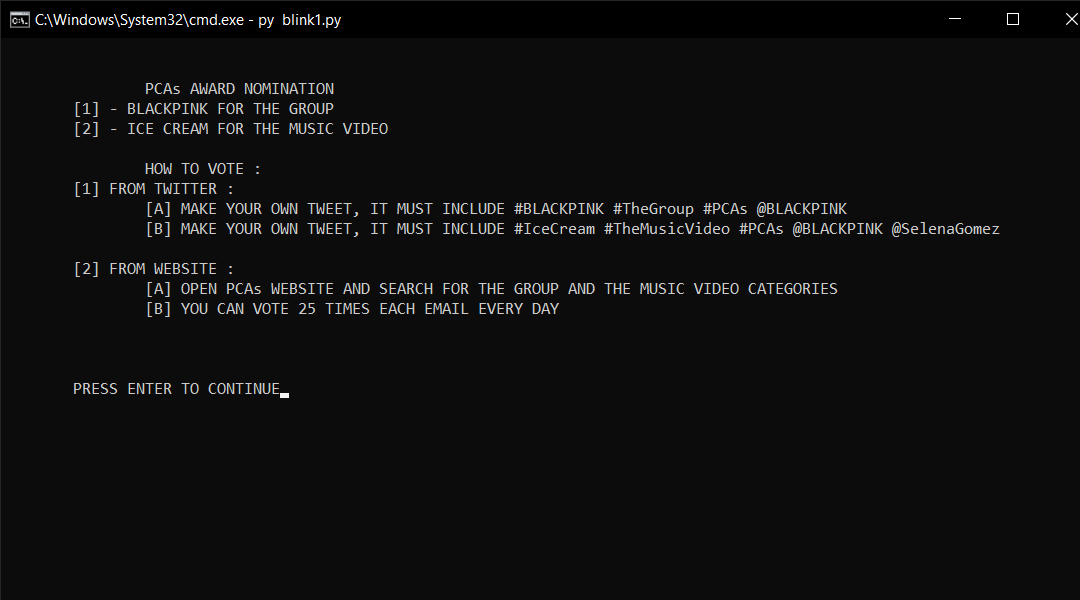 C:\Windows\System32\cmd.exe - py  blink1.py
PCAs AWARD NOMINATION
[1] - BLACKPINK FOR THE GROUP
[2] - ICE CREAM FOR THE MUSIC VIDEO
HOW TO VOTE :
[1] FROM TWITTER :
[A] MAKE YOUR OWN TWEET, IT MUST INCLUDE #BLACKPINK #TheGroup #PCAs @BLACKPINK
[B] MAKE YOUR OWN TWEET, IT MUST INCLUDE #IceCream #TheMusicVideo #PCAs @BLACKPINK @SelenaGomez
[2] FROM WEBSITE :
[A] OPEN PCAs WEBSITE AND SEARCH FOR THE GROUP AND THE MUSIC VIDEO CATEGORIES
[B] YOU CAN VOTE 25 TIMES EACH EMAIL EVERY DAY
PRESS ENTER TO CONTINUE